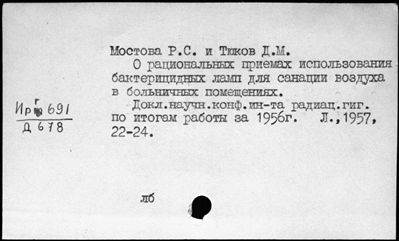 Мостова Р.С. и Тюков Д.М.
О рациональных приемах использования
бактерицидных ламп для санации воздуха
в больничных помещениях.
Докл.научн.конф.ин-та радиац.гиг.
по итогам работы за 1956г. Л.,1957,
22-24.
Ир 691
Д 678
лб